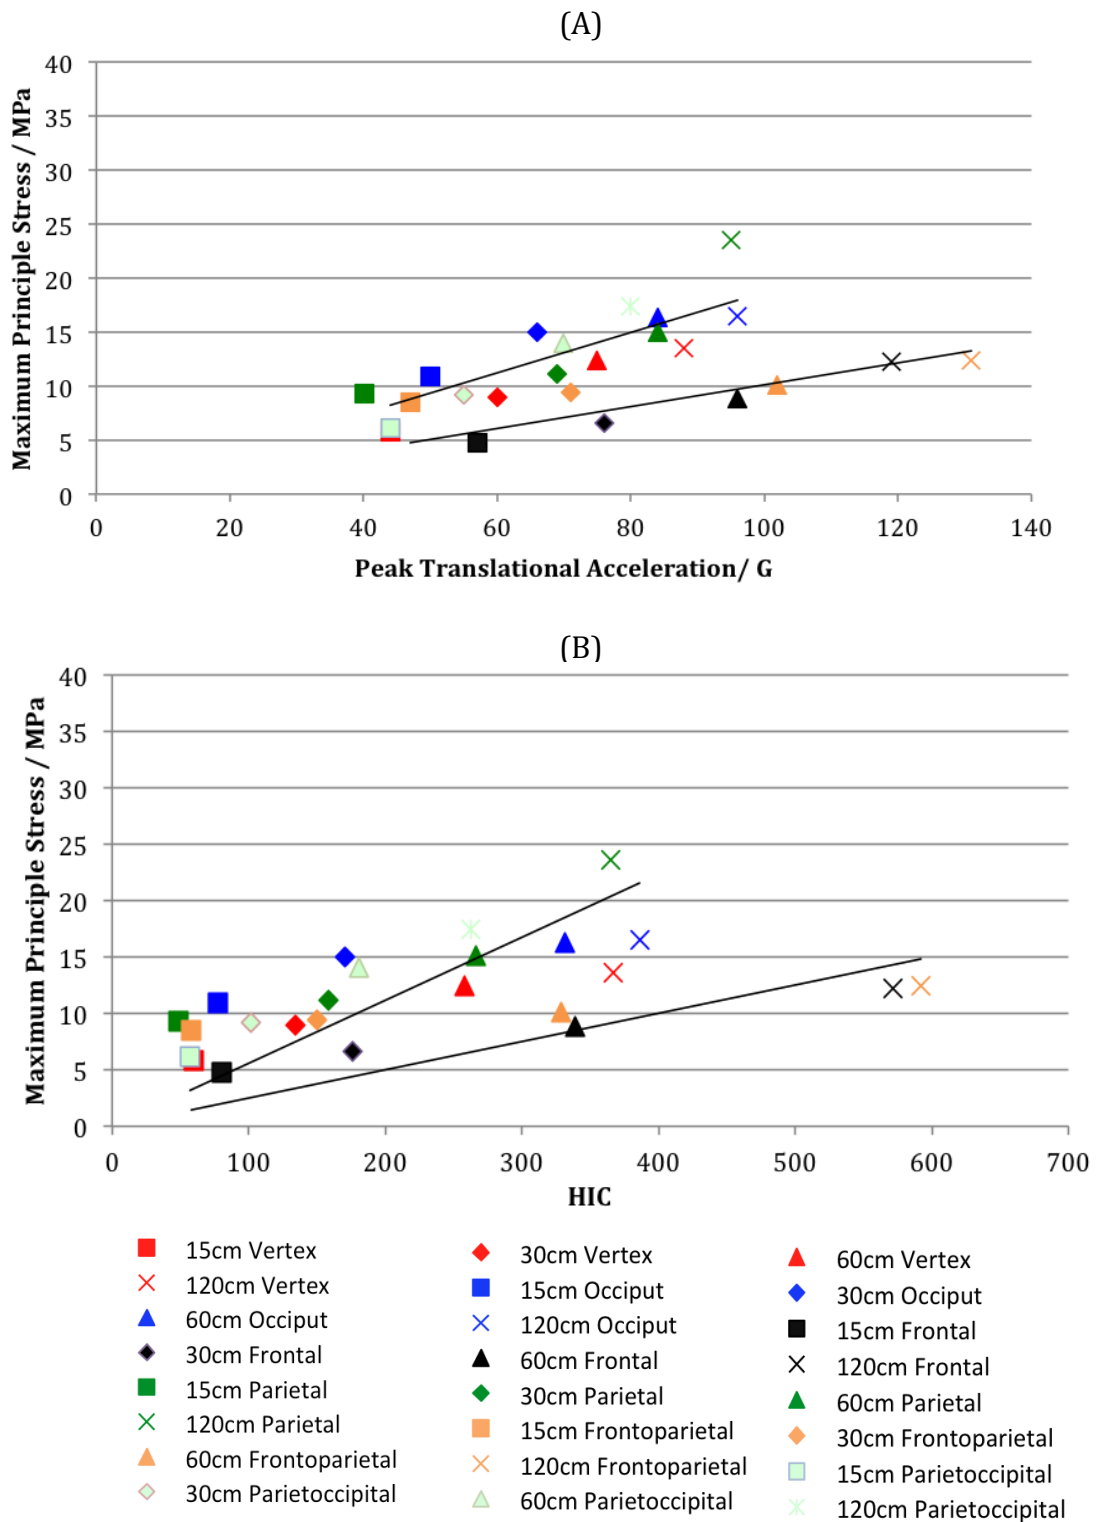 (A)
Maximum Principle Stress / MPa
40
35
30
25
20
15
10
5
0
0 20 40 60 80 100 120 140
Peak Translational Acceleration/ G
(B)
Maximum Principle Stress / MPa
40
35
30
25
20
15
10
5
0
0 100 200 300 400 500 600 700
HIC
15cm Vertex 30cm Vertex 60cm Vertex
120cm Vertex 15cm Occiput 30cm Occiput
60cm Occiput 120cm Occiput 15cm Frontal
30cm Frontal 60cm Frontal 120cm Frontal
15cm Parietal 30cm Parietal 60cm Parietal
120cm Parietal 15cm Frontoparietal 30cm Frontoparietal
60cm Frontoparietal 120cm Frontoparietal 15cm Parietoccipital
30cm Parietoccipital 60cm Parietoccipital 120cm Parietoccipital